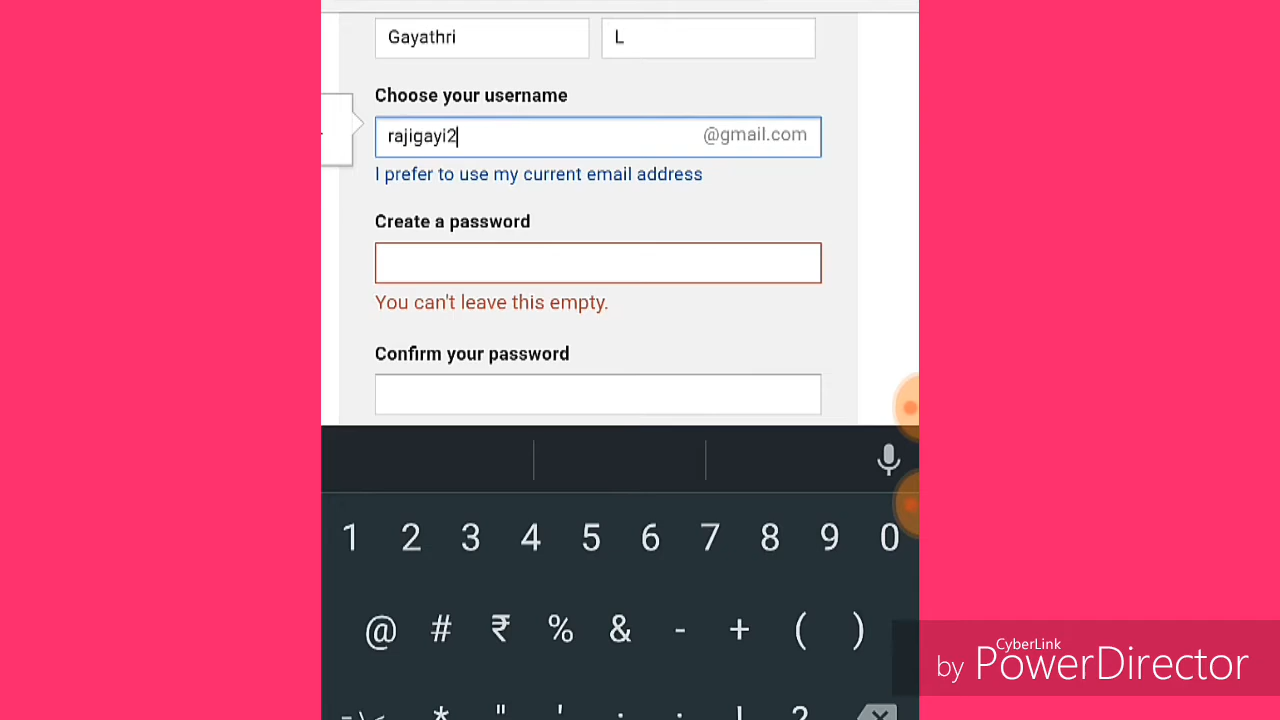 Gayathri L
Choose your username
rajigayi2 @gmail.com
I prefer to use my current email address
Create a password
You can't leave this empty.
Confirm your password
1 2 3 4 5 6 7 8 9 0
@ # ₹ % & - + ( )
CyberLink
by PowerDirector